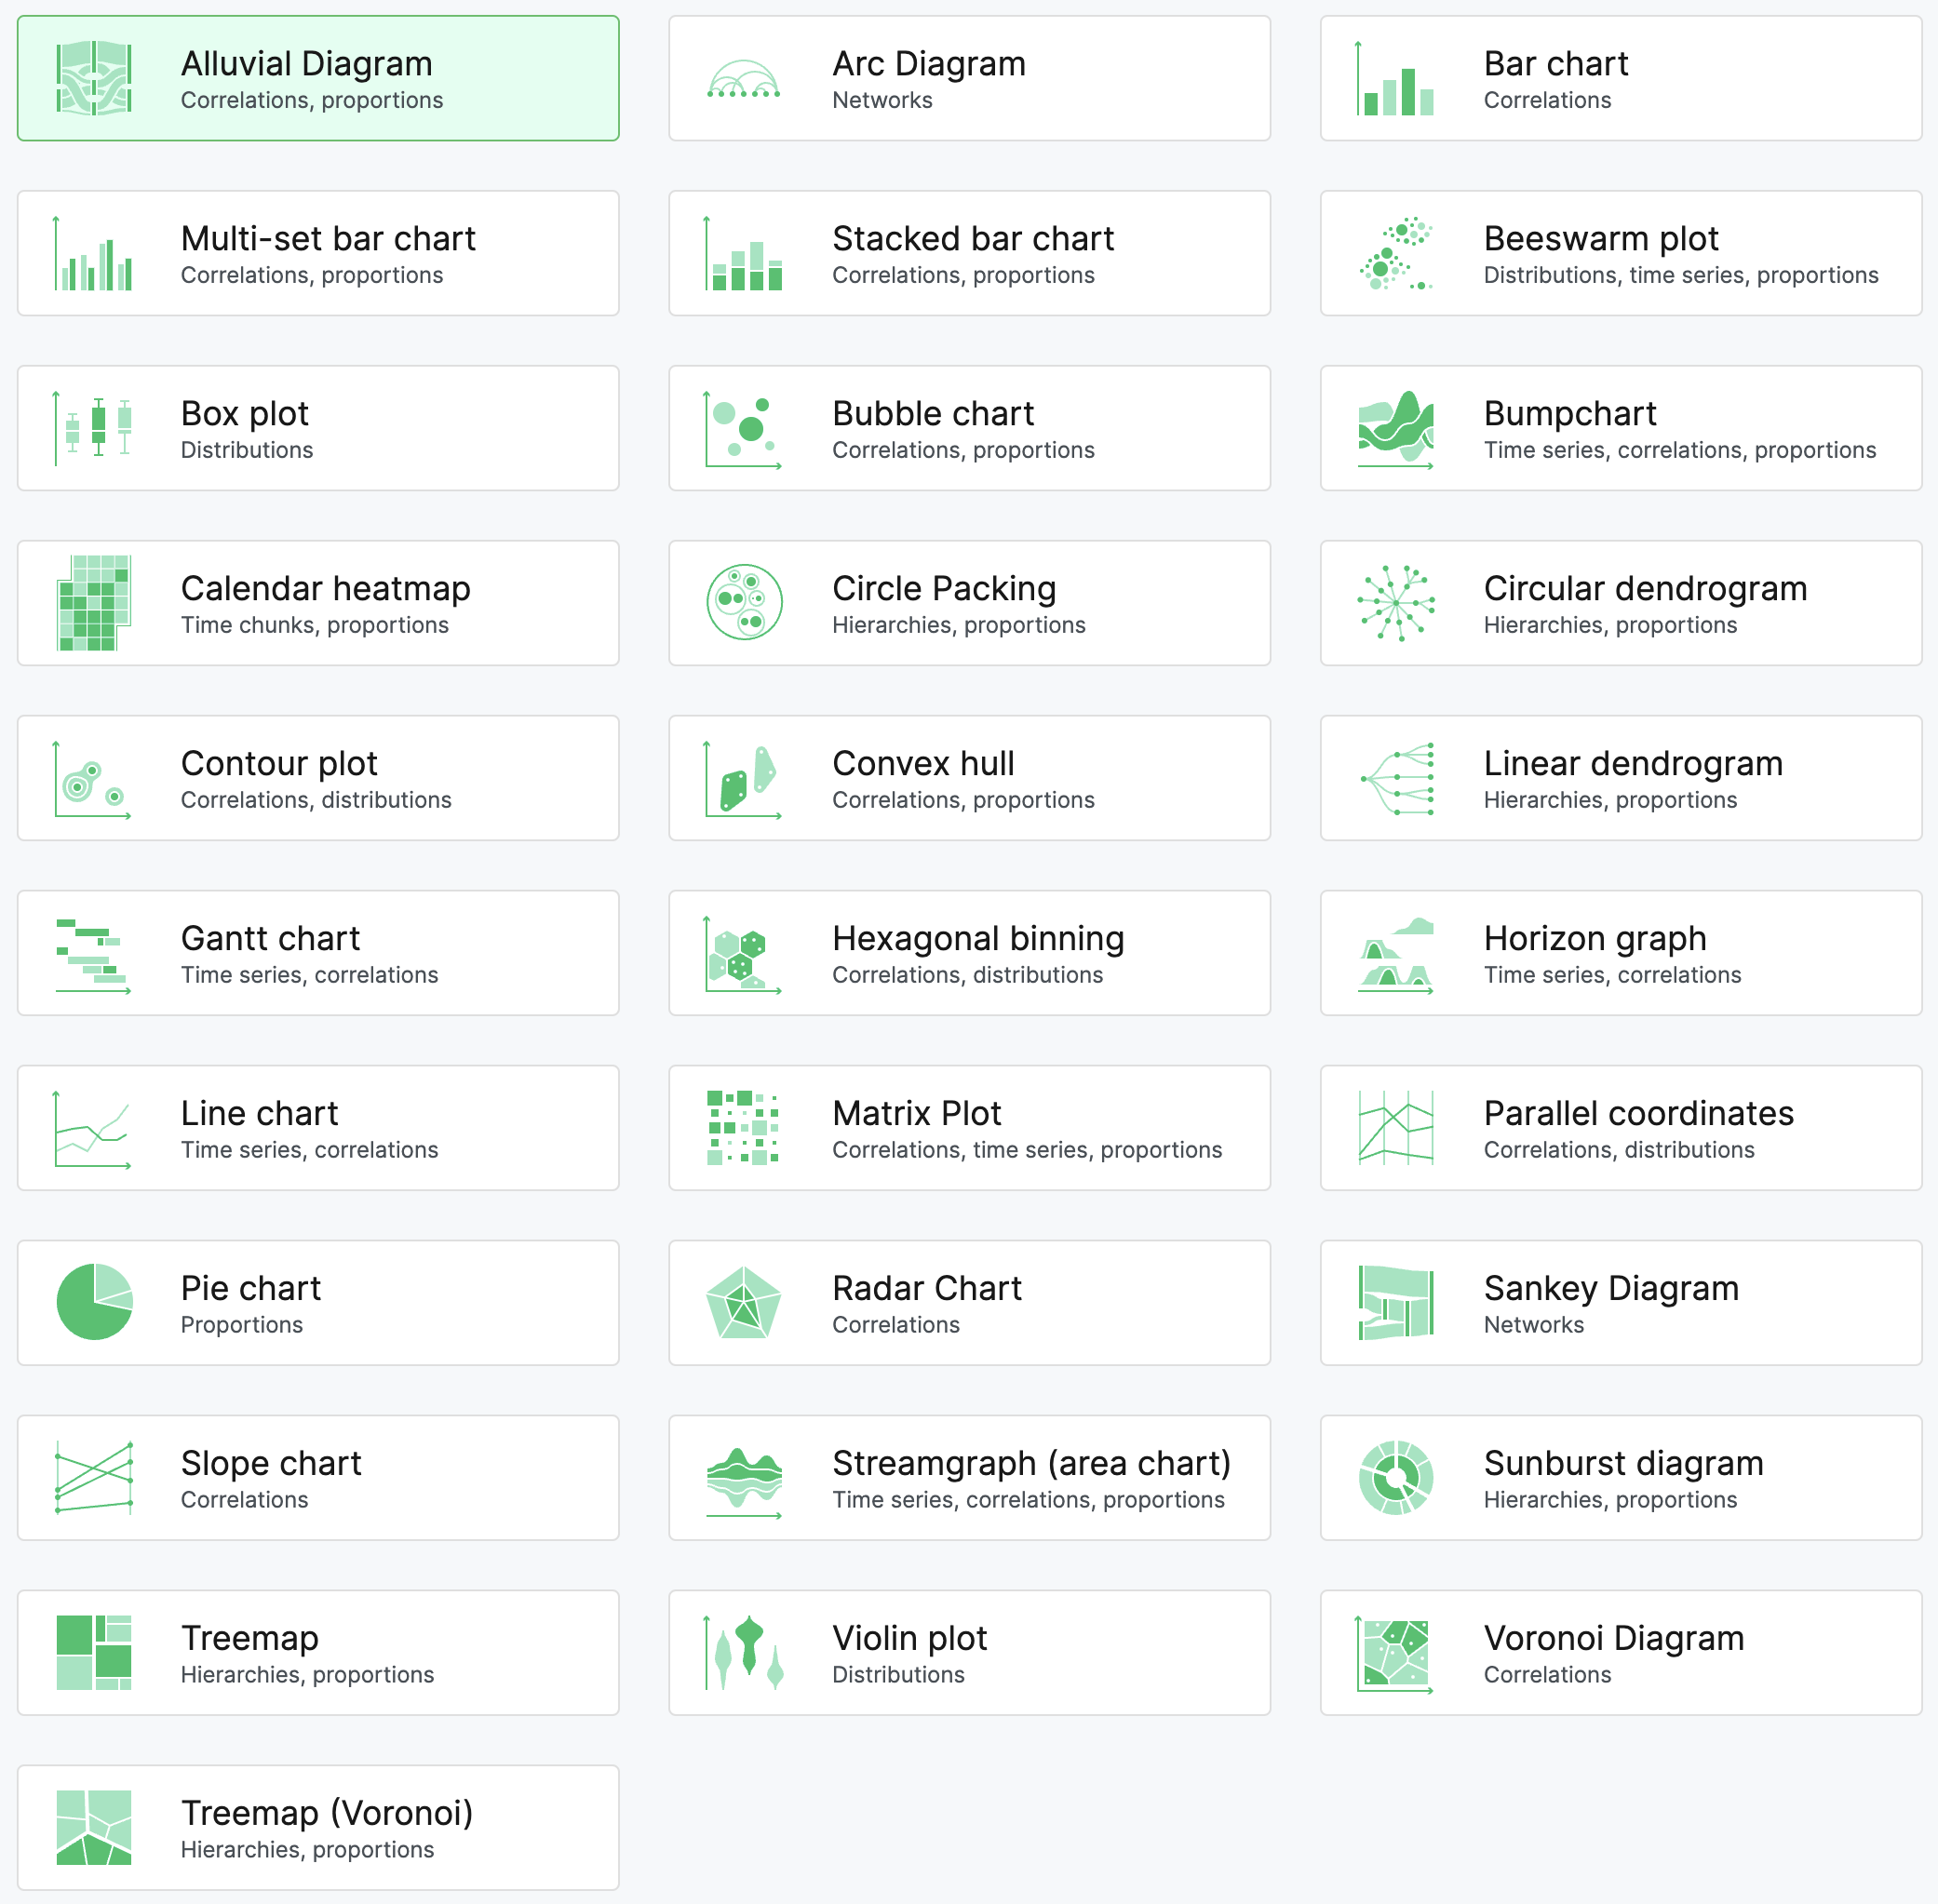 Alluvial Diagram
Correlations, proportions
Arc Diagram
Networks
Bar chart
Correlations
Multi-set bar chart
Correlations, proportions
Stacked bar chart
Correlations, proportions
Beeswarm plot
Distributions, time series, proportions
Box plot
Distributions
Bubble chart
Correlations, proportions
Bumpchart
Time series, correlations, proportions
Calendar heatmap
Time chunks, proportions
Circle Packing
Hierarchies, proportions
Circular dendrogram
Hierarchies, proportions
Contour plot
Correlations, distributions
Convex hull
Correlations, proportions
Linear dendrogram
Hierarchies, proportions
Gantt chart
Time series, correlations
Hexagonal binning
Correlations, distributions
Horizon graph
Time series, correlations
Line chart
Time series, correlations
Matrix Plot
Correlations, time series, proportions
Parallel coordinates
Correlations, distributions
Pie chart
Proportions
Radar Chart
Correlations
Sankey Diagram
Networks
Slope chart
Correlations
Streamgraph (area chart)
Time series, correlations, proportions
Sunburst diagram
Hierarchies, proportions
Treemap
Hierarchies, proportions
Violin plot
Distributions
Voronoi Diagram
Correlations
Treemap (Voronoi)
Hierarchies, proportions